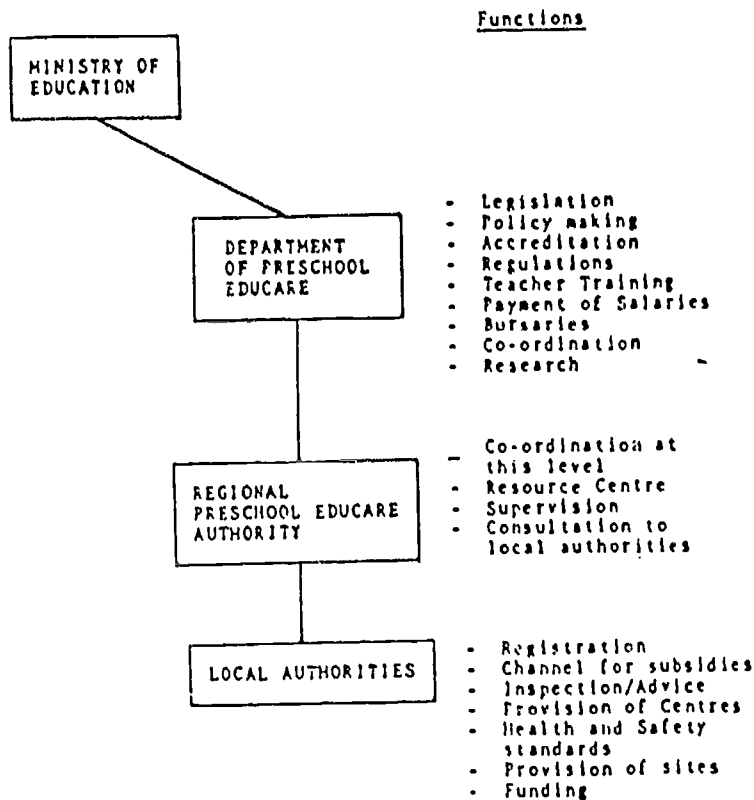 Functions
MINISTRY OF
EDUCATION
DEPARTMENT
OF PRESCHOOL
EDUCARE
- Legislation
- Policy making
- Accreditation
- Regulations
- Teacher Training
- Payment of Salaries
- Bursaries
- Co-ordination
- Research
REGIONAL
PRESCHOOL EDUCARE
AUTHORITY
- Co-ordination at
this level
- Resource Centre
- Supervision
- Consultation to
local authorities
LOCAL AUTHORITIES
- Registration
- Channel for subsidies
- Inspection/Advice
- Provision of Centres
- Health and Safety
standards
- Provision of sites
- Funding